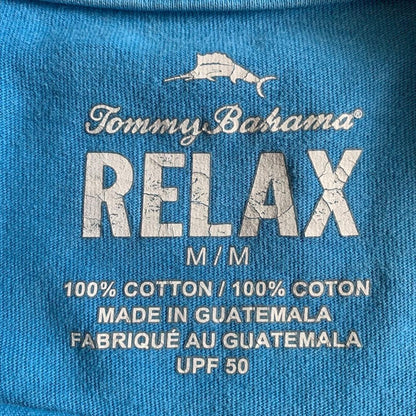 Tommy Bahama®
RELAX
M / M
100% COTTON / 100% COTON
MADE IN GUATEMALA
FABRIQUÉ AU GUATEMALA
UPF 50